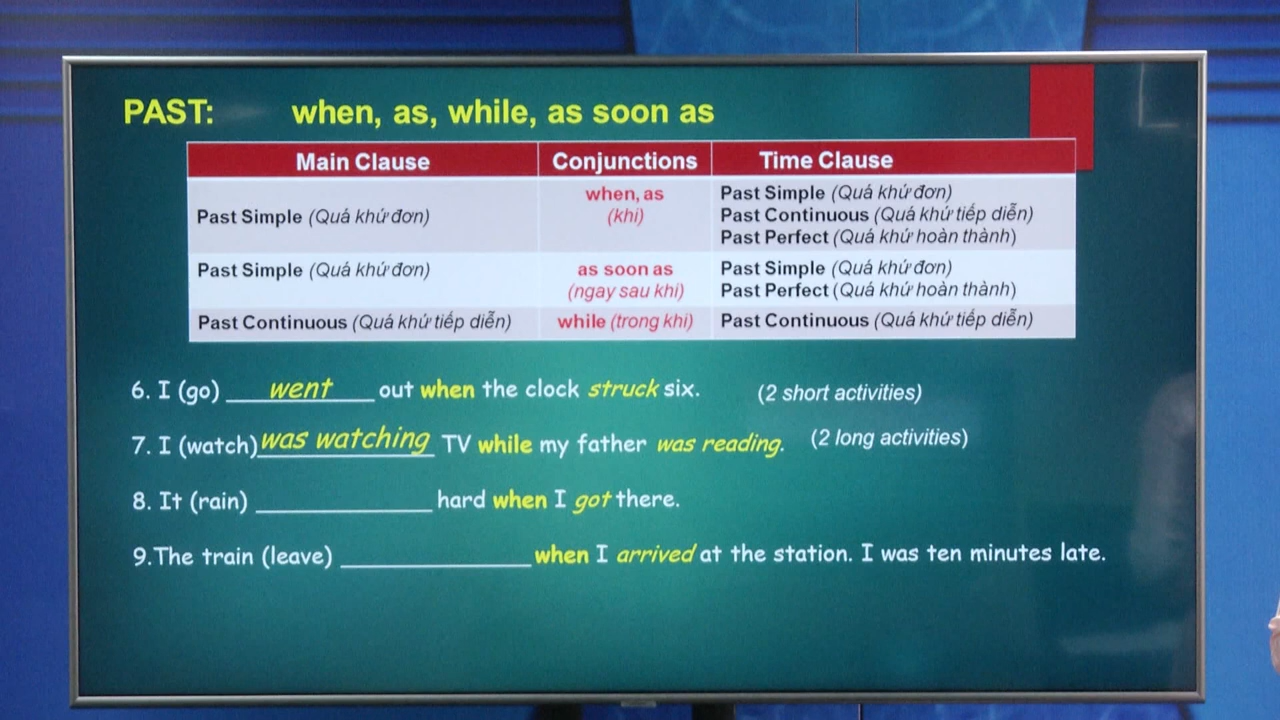 PAST: when, as, while, as soon as
Main Clause Conjunctions Time Clause
Past Simple (Quá khứ đơn)
when, as
(khi)
Past Simple (Quá khứ đơn)
Past Continuous (Quá khứ tiếp diễn)
Past Perfect (Quá khứ hoàn thành)
Past Simple (Quá khứ đơn)
as soon as
(ngay sau khi)
Past Simple (Quá khứ đơn)
Past Perfect (Quá khứ hoàn thành)
Past Continuous (Quá khứ tiếp diễn) while (trong khi) Past Continuous (Quá khứ tiếp diễn)
6. I (go) went out when the clock struck six. (2 short activities)
7. I (watch) was watching TV while my father was reading. (2 long activities)
8. It (rain) ______________ hard when I got there.
9.The train (leave) _______________ when I arrived at the station. I was ten minutes late.